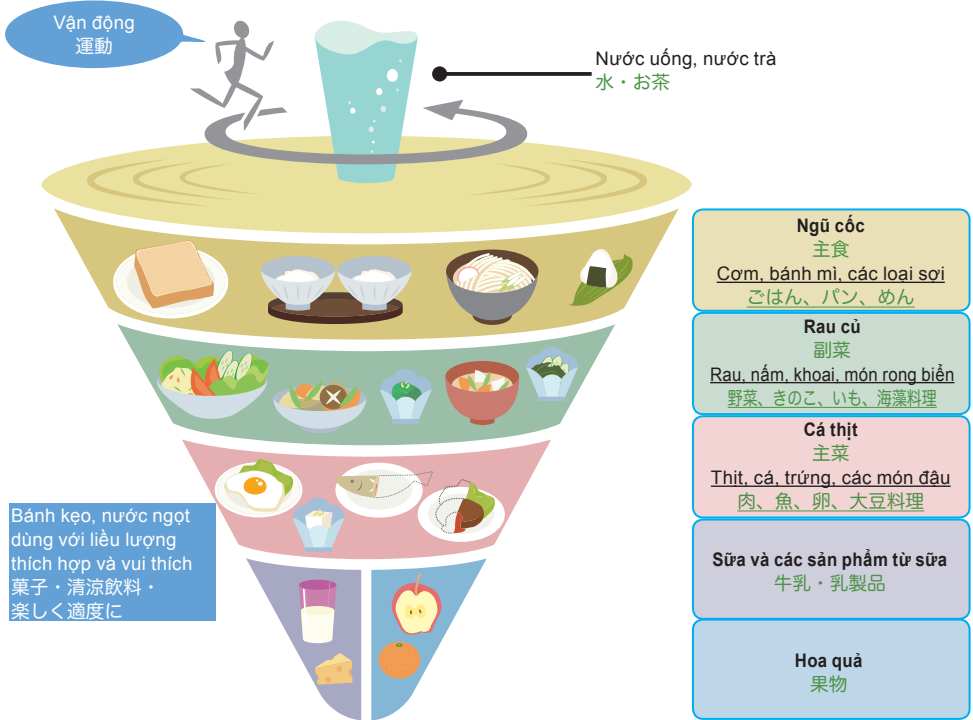 Vận động
運動
Nước uống, nước trà
水・お茶
Ngũ cốc
主食
Cơm, bánh mì, các loại sợi
ごはん、パン、めん
Rau củ
副菜
Rau, nấm, khoai, món rong biển
野菜、きのこ、いも、海藻料理
Cá thịt
主菜
Thịt, cá, trứng, các món đậu
肉、魚、卵、大豆料理
Sữa và các sản phẩm từ sữa
牛乳・乳製品
Hoa quả
果物
Bánh kẹo, nước ngọt
dùng với liều lượng
thích hợp và vui thích
菓子・清涼飲料・
楽しく適度に